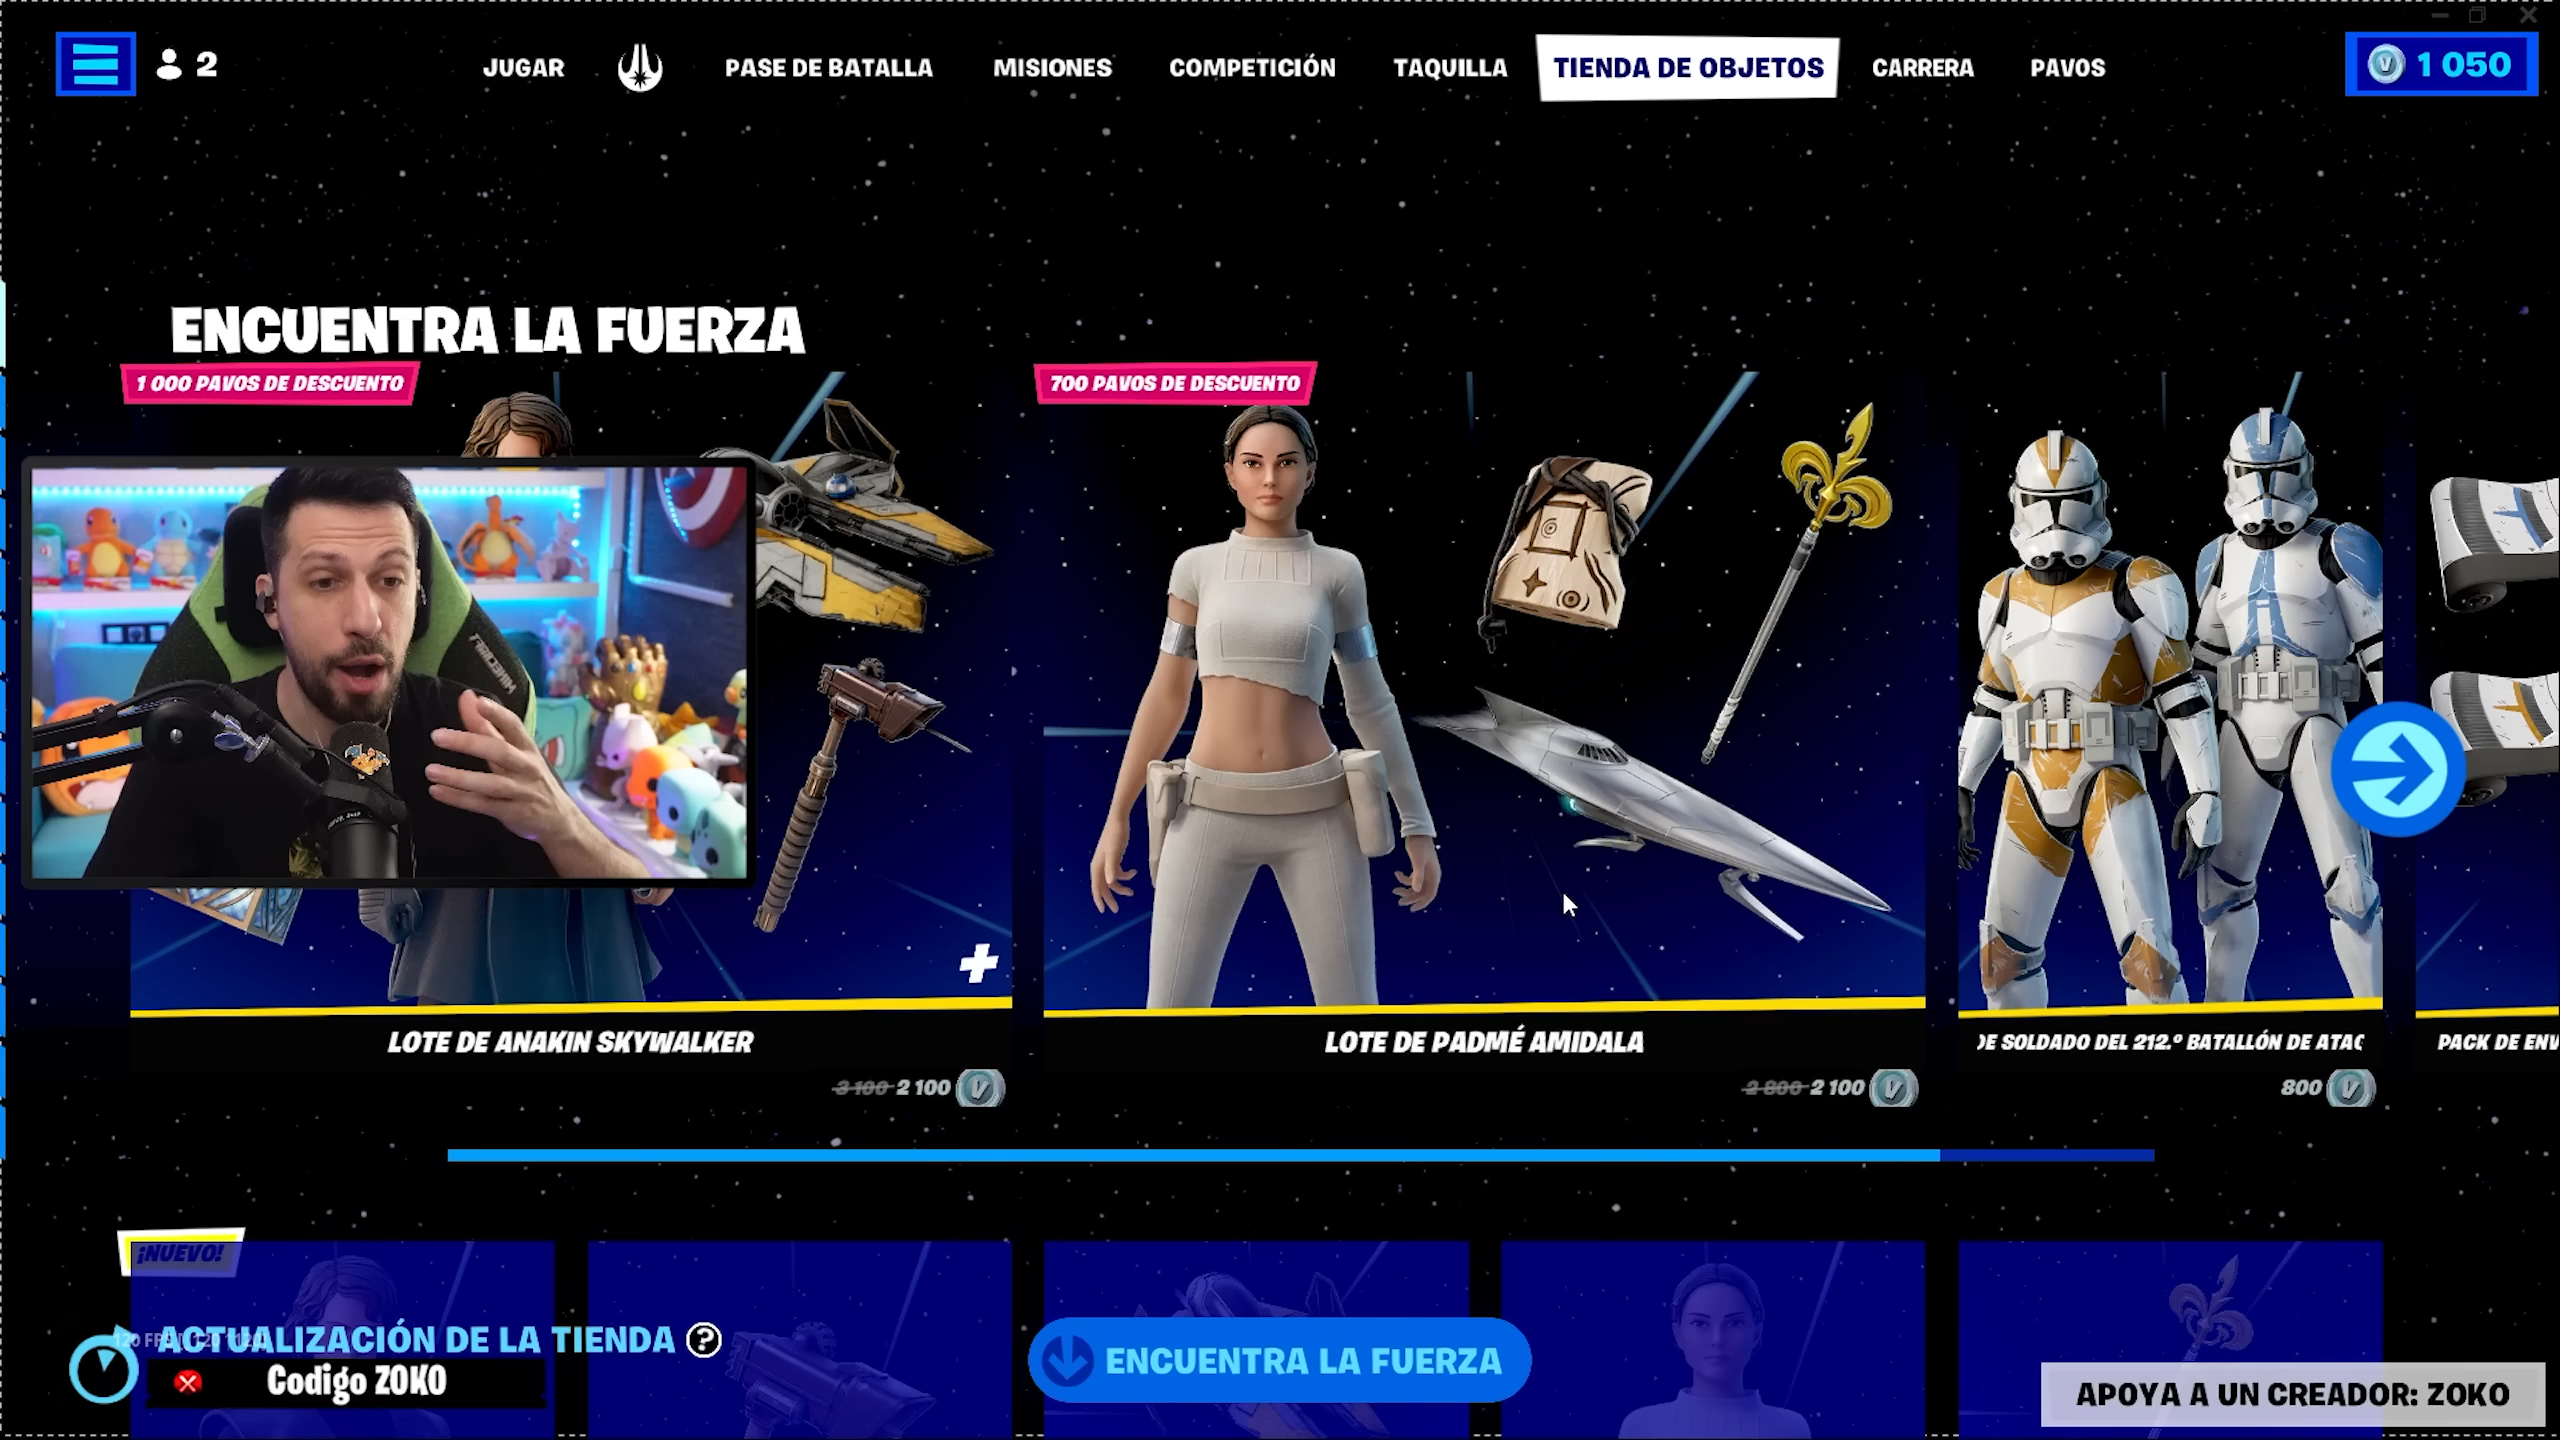 2
JUGAR
PASE DE BATALLA
MISIONES
COMPETICIÓN
TAQUILLA
TIENDA DE OBJETOS
CARRERA
PAVOS
1 050
ENCUENTRA LA FUERZA
1 000 PAVOS DE DESCUENTO
700 PAVOS DE DESCUENTO
LOTE DE ANAKIN SKYWALKER
3 100 2 100
LOTE DE PADMÉ AMIDALA
2 800 2 100
DE SOLDADO DEL 212.º BATALLÓN DE ATAC
800
PACK DE ENV
¡NUEVO!
ACTUALIZACIÓN DE LA TIENDA ?
Codigo ZOKO
ENCUENTRA LA FUERZA
APOYA A UN CREADOR: ZOKO